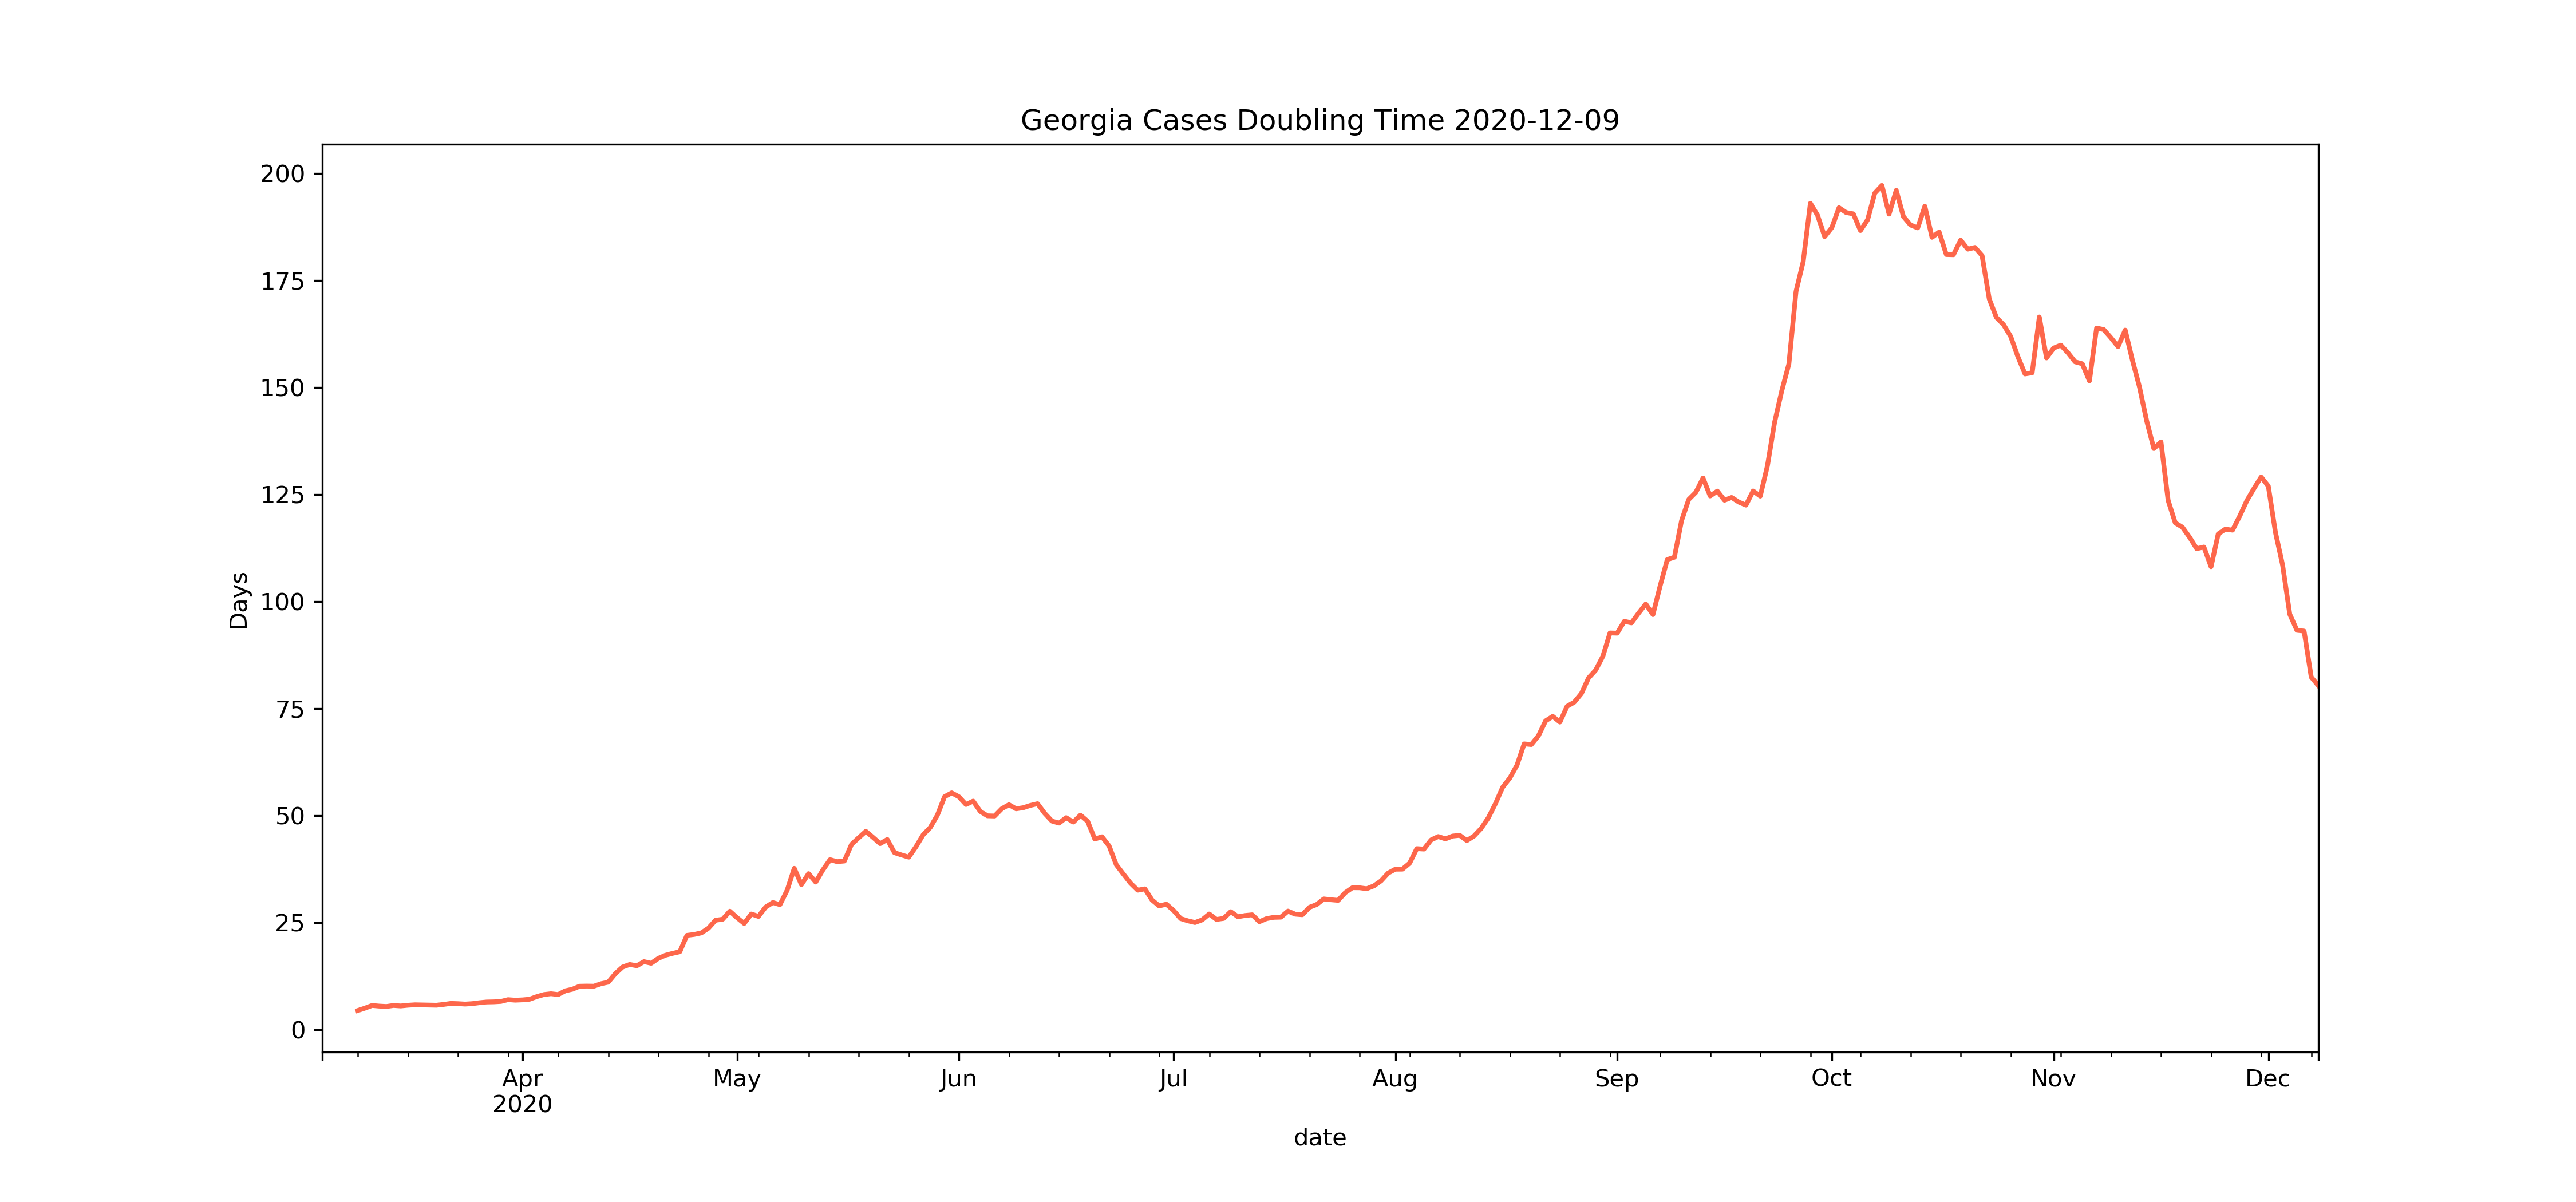 Georgia Cases Doubling Time 2020-12-09
200
175
150
125
100
75
50
25
0
Days
Apr May Jun Jul Aug Sep Oct Nov Dec
2020
date